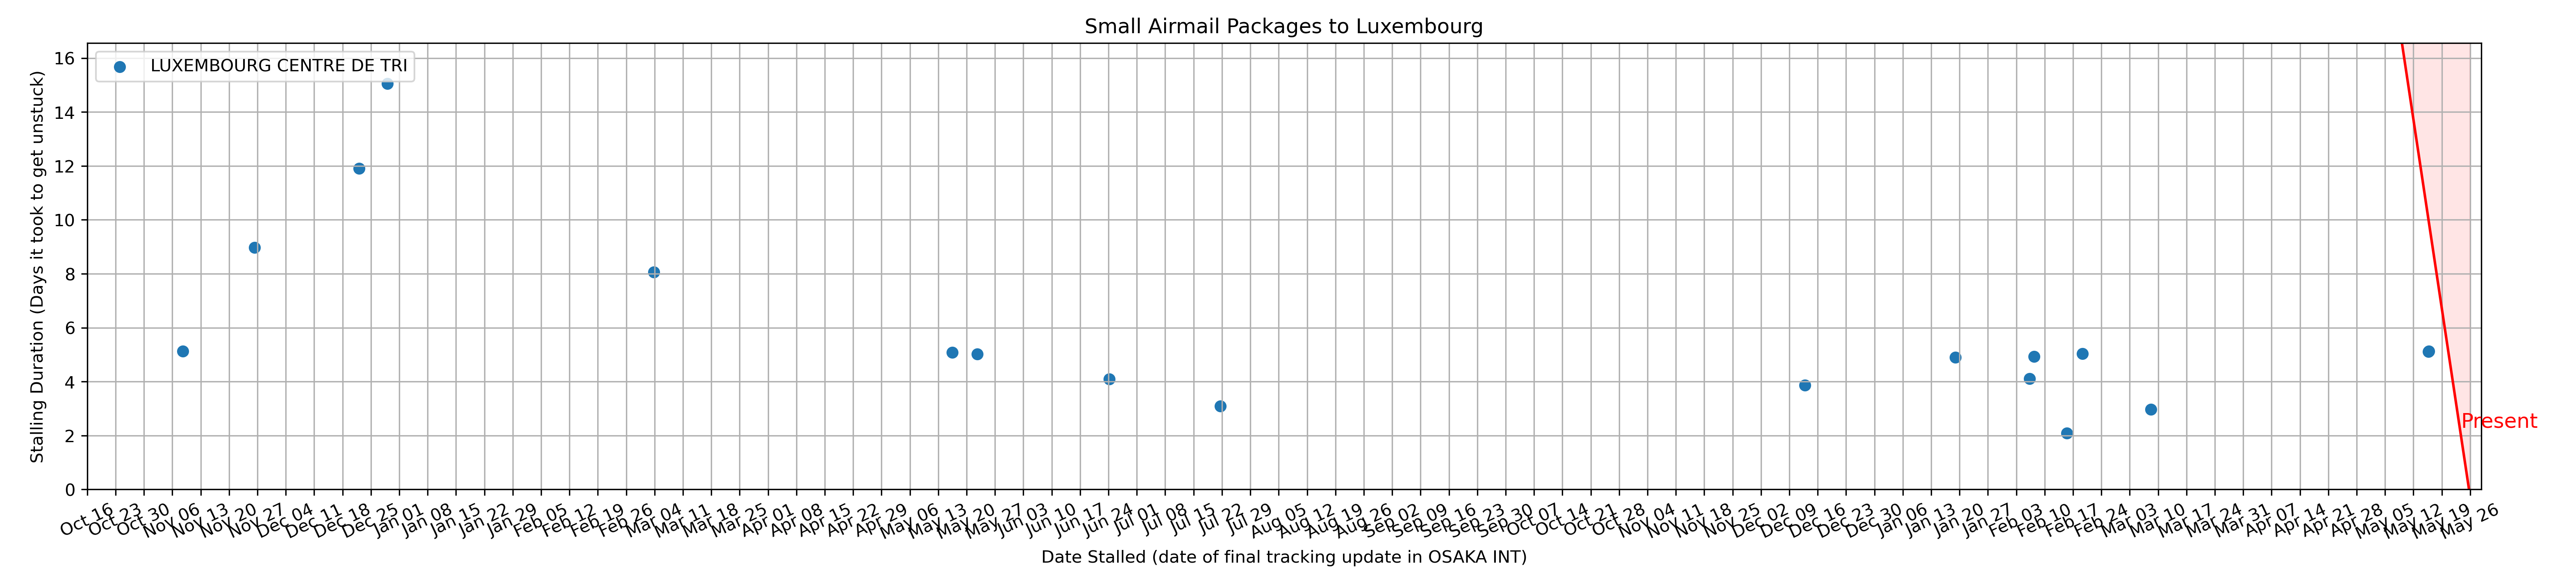 Small Airmail Packages to Luxembourg
LUXEMBOURG CENTRE DE TRI
Stalling Duration (Days it took to get unstuck)
16
14
12
10
8
6
4
2
0
Present
Oct 16
Oct 23
Oct 30
Nov 06
Nov 13
Nov 20
Nov 27
Dec 04
Dec 11
Dec 18
Dec 25
Jan 01
Jan 08
Jan 15
Jan 22
Jan 29
Feb 05
Feb 12
Feb 19
Feb 26
Mar 04
Mar 11
Mar 18
Mar 25
Apr 01
Apr 08
Apr 15
Apr 22
Apr 29
May 06
May 13
May 20
May 27
Jun 03
Jun 10
Jun 17
Jun 24
Jul 01
Jul 08
Jul 15
Jul 22
Jul 29
Aug 05
Aug 12
Aug 19
Aug 26
Sep 02
Sep 09
Sep 16
Sep 23
Sep 30
Oct 07
Oct 14
Oct 21
Oct 28
Nov 04
Nov 11
Nov 18
Nov 25
Dec 02
Dec 09
Dec 16
Dec 23
Dec 30
Jan 06
Jan 13
Jan 20
Jan 27
Feb 03
Feb 10
Feb 17
Feb 24
Mar 03
Mar 10
Mar 17
Mar 24
Mar 31
Apr 07
Apr 14
Apr 21
Apr 28
May 05
May 12
May 19
May 26
Date Stalled (date of final tracking update in OSAKA INT)